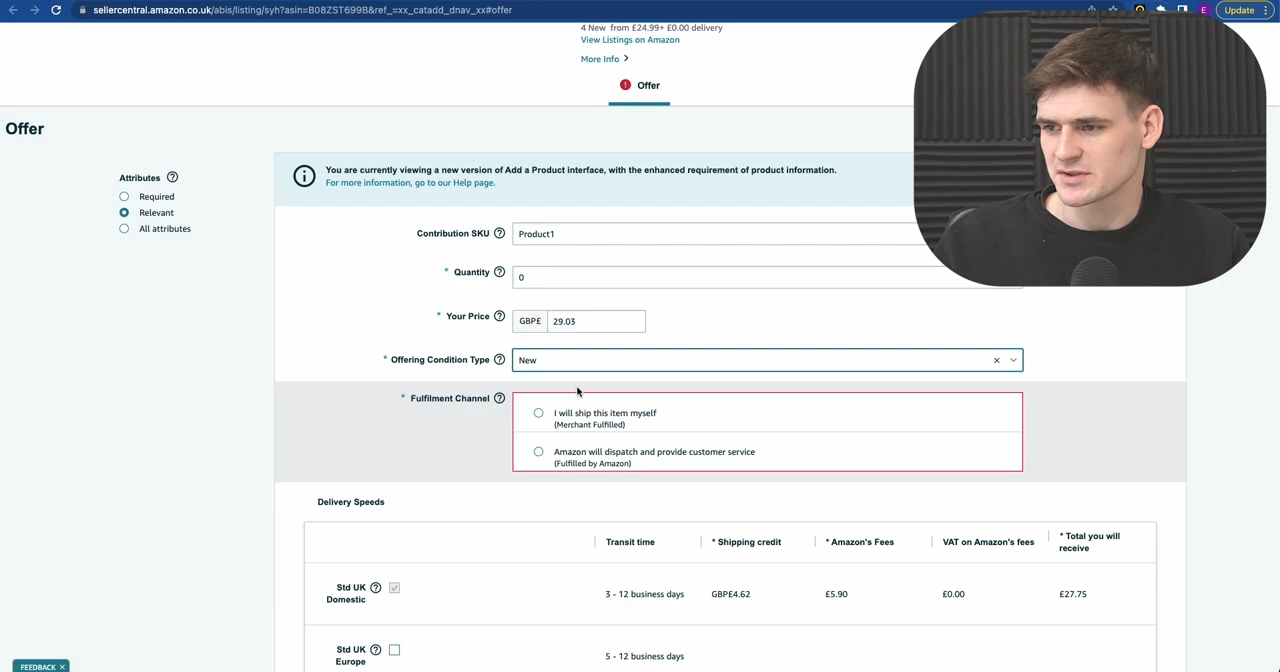 sellercentral.amazon.co.uk/abis/listing/syh?asin=B08ZST699B&ref_=xx_catadd_dnav_xx#offer
E
Update
4 New from £24.99+ £0.00 delivery
View Listings on Amazon
More Info
! Offer
Offer
Attributes ?
Required
Relevant
All attributes
You are currently viewing a new version of Add a Product interface, with the enhanced requirement of product information.
For more information, go to our Help page.
Contribution SKU ? Product1
* Quantity ? 0
* Your Price ? GBP£ 29.03
* Offering Condition Type ? New
* Fulfilment Channel ?
I will ship this item myself
(Merchant Fulfilled)
Amazon will dispatch and provide customer service
(Fulfilled by Amazon)
Delivery Speeds
Transit time * Shipping credit * Amazon's Fees VAT on Amazon's fees * Total you will receive
Std UK Domestic ? 3 - 12 business days GBP£4.62 £5.90 £0.00 £27.75
Std UK Europe ? 5 - 12 business days
FEEDBACK ×